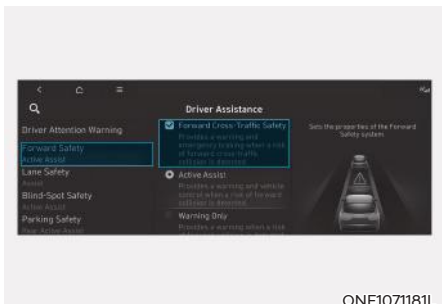 Driver Assistance
Driver Attention Warning
Forward Safety
Active Assist
Lane Safety
Assist
Blind-Spot Safety
Active Assist
Parking Safety
Rear Active Assist
Forward Cross-Traffic Safety
Provides a warning and
emergency braking when a risk
of forward cross-traffic
collision is detected
Active Assist
Provides a warning and vehicle
control when a risk of forward
collision is detected
Warning Only
Provides a warning when a risk
Sets the properties of the Forward
Safety system
ONE1071181L